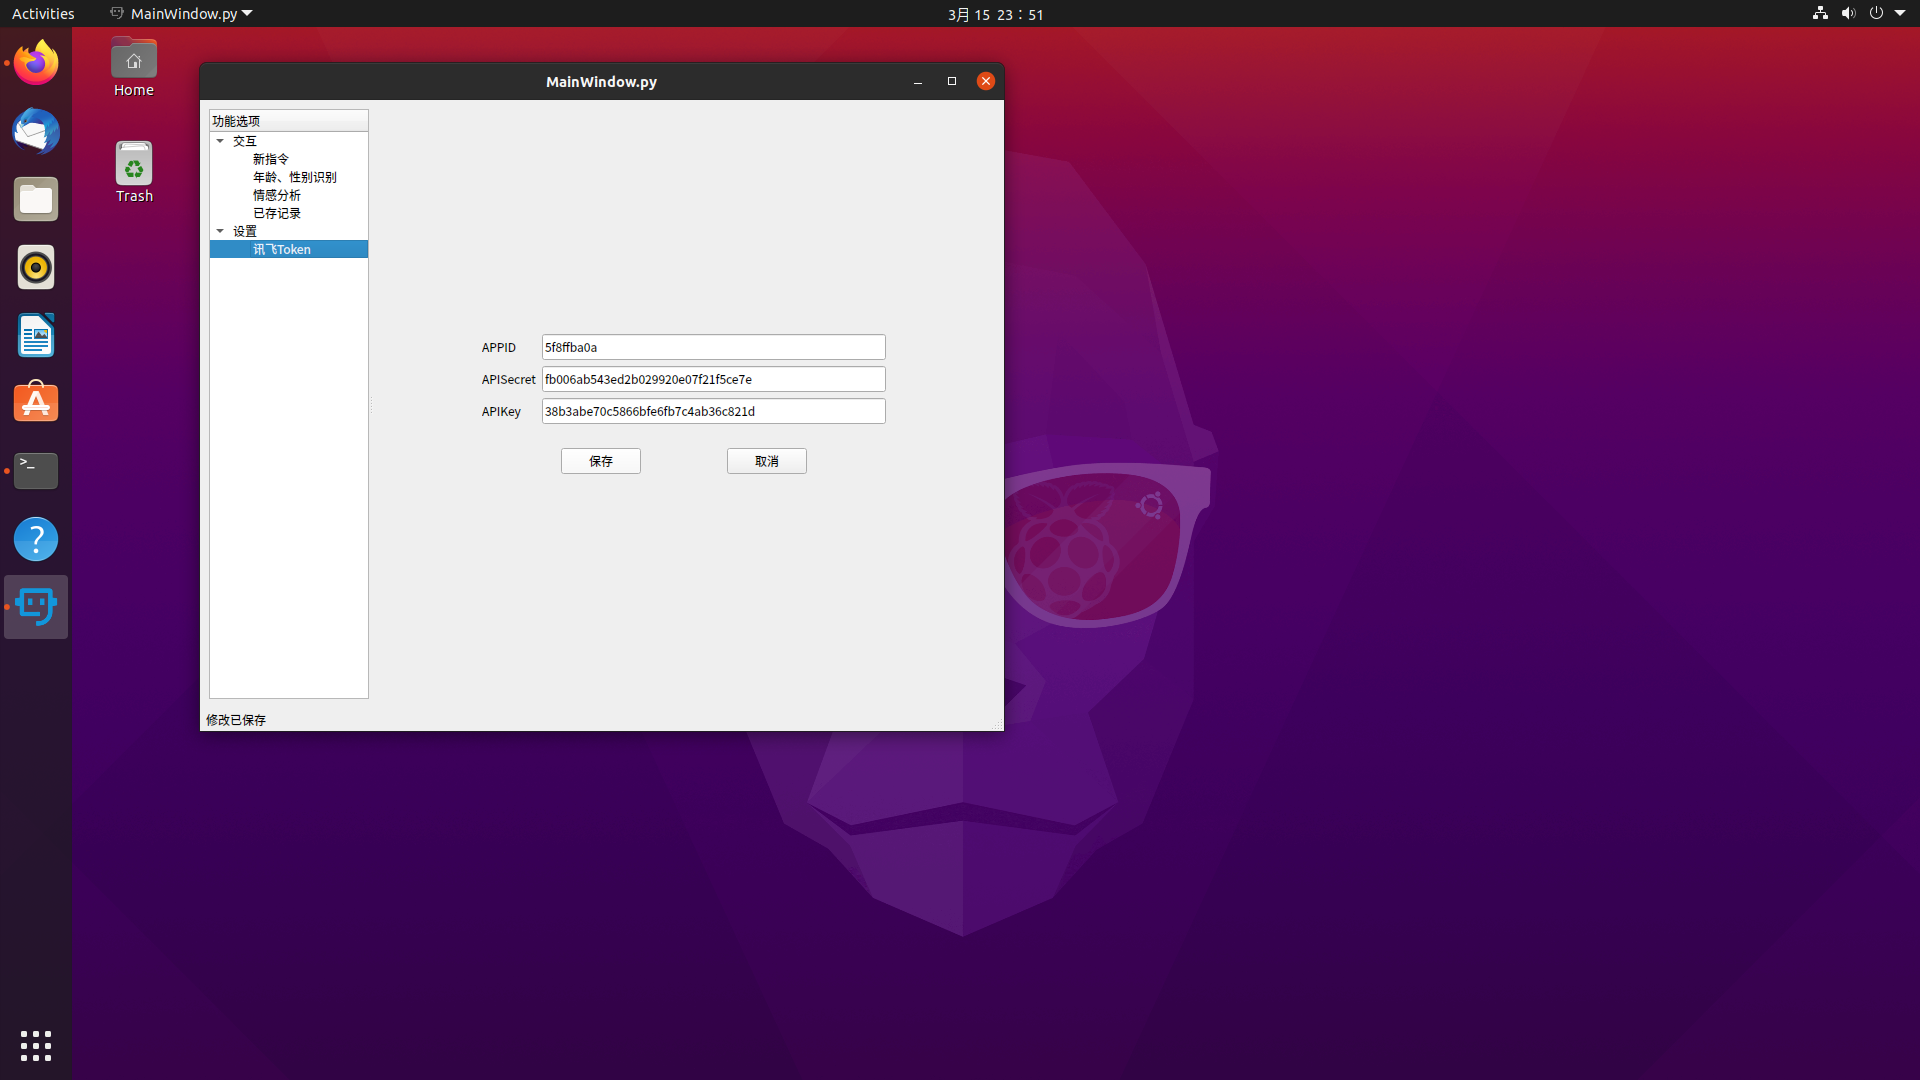 Activities
MainWindow.py
3月 15 23：51
Home
Trash
MainWindow.py
功能选项
交互
新指令
年龄、性别识别
情感分析
已存记录
设置
讯飞Token
APPID
5f8ffba0a
APISecret
fb006ab543ed2b029920e07f21f5ce7e
APIKey
38b3abe70c5866bfe6fb7c4ab36c821d
保存
取消
修改已保存